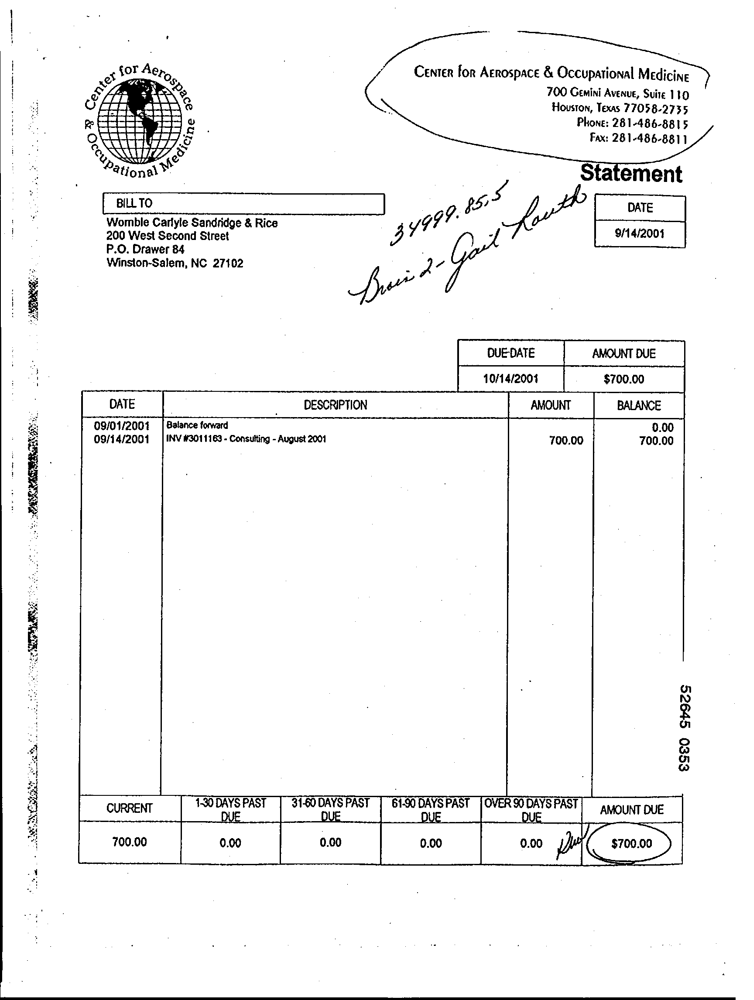 Center for Aerospace
& Occupational Medicine
CENTER for AEROSPACE & OCCUPATIONAL MEDICINE
700 GEMINI AVENUE, SUITE 110
HOUSTON, TEXAS 77058-2735
PHONE: 281-486-8815
FAX: 281-486-8811
Statement
BILL TO
Womble Carlyle Sandridge & Rice
200 West Second Street
P.O. Drawer 84
Winston-Salem, NC 27102
34999.85.5
2 - Gail
DATE
9/14/2001
DUE DATE AMOUNT DUE
10/14/2001 $700.00
DATE DESCRIPTION AMOUNT BALANCE
09/01/2001 Balance forward 0.00
09/14/2001 INV #3011163 - Consulting - August 2001 700.00 700.00
52645 0353
CURRENT 1-30 DAYS PAST DUE 31-60 DAYS PAST DUE 61-90 DAYS PAST DUE OVER 90 DAYS PAST DUE AMOUNT DUE
700.00 0.00 0.00 0.00 0.00 $700.00